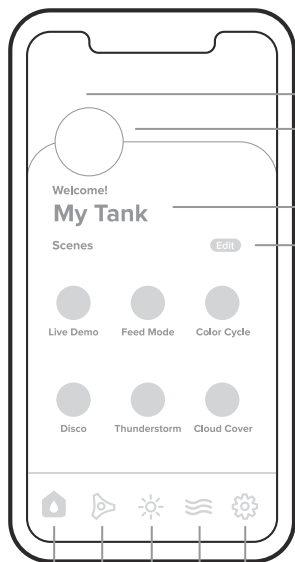 Welcome!
My Tank
Scenes Edit
Live Demo Feed Mode Color Cycle
Disco Thunderstorm Cloud Cover